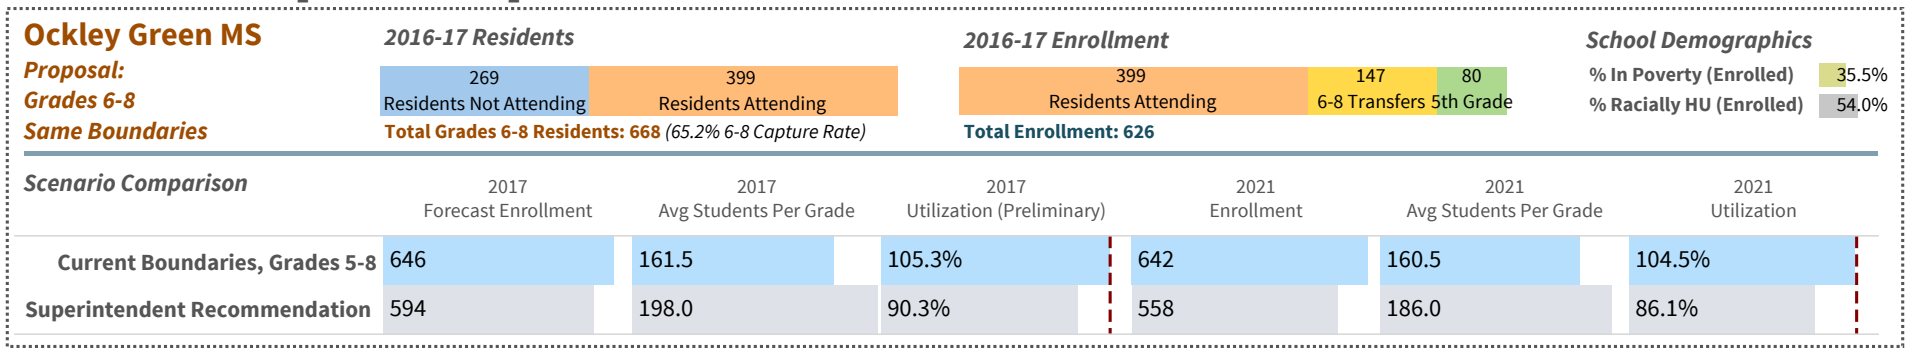 Ockley Green MS
Proposal:
Grades 6-8
Same Boundaries
2016-17 Residents
269
Residents Not Attending
399
Residents Attending
Total Grades 6-8 Residents: 668 (65.2% 6-8 Capture Rate)
2016-17 Enrollment
399
Residents Attending
147
6-8 Transfers
80
5th Grade
Total Enrollment: 626
School Demographics
% In Poverty (Enrolled) 35.5%
% Racially HU (Enrolled) 54.0%
Scenario Comparison
2017
Forecast Enrollment
2017
Avg Students Per Grade
2017
Utilization (Preliminary)
2021
Enrollment
2021
Avg Students Per Grade
2021
Utilization
Current Boundaries, Grades 5-8 646 161.5 105.3% 642 160.5 104.5%
Superintendent Recommendation 594 198.0 90.3% 558 186.0 86.1%